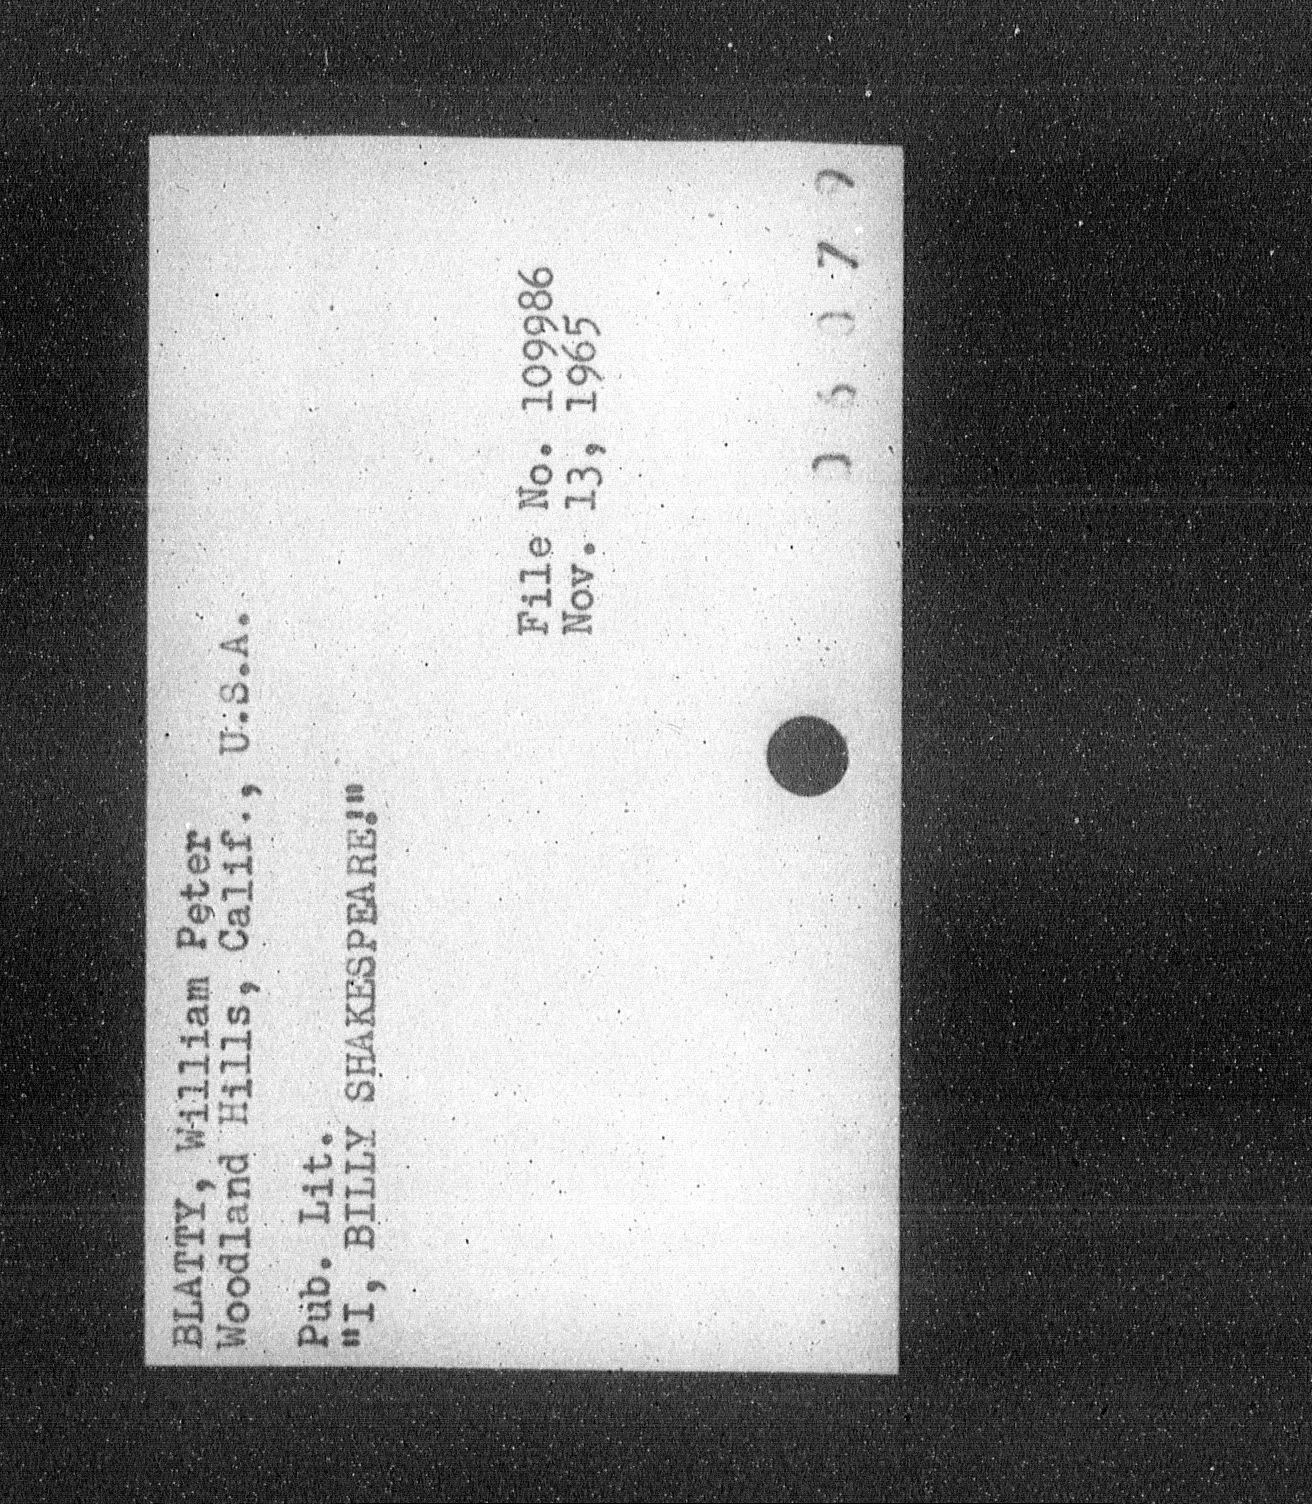 BLATTY, William Peter
Woodland Hills, Calif., U.S.A.
Pub. Lit.
"I, BILLY SHAKESPEARE!"
File No. 109986
Nov. 13, 1965